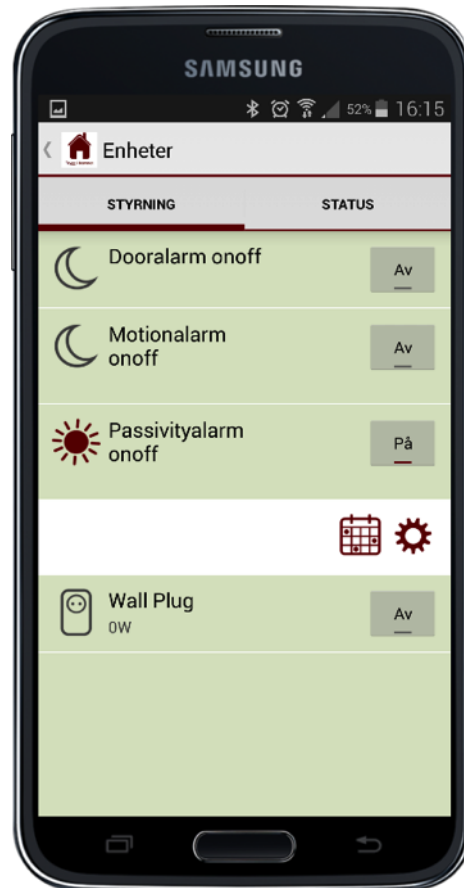 SAMSUNG
52% 16:15
Enheter
STYRNING STATUS
Dooralarm onoff
Av
Motionalarm
onoff
Av
Passivityalarm
onoff
På
Wall Plug
0W
Av